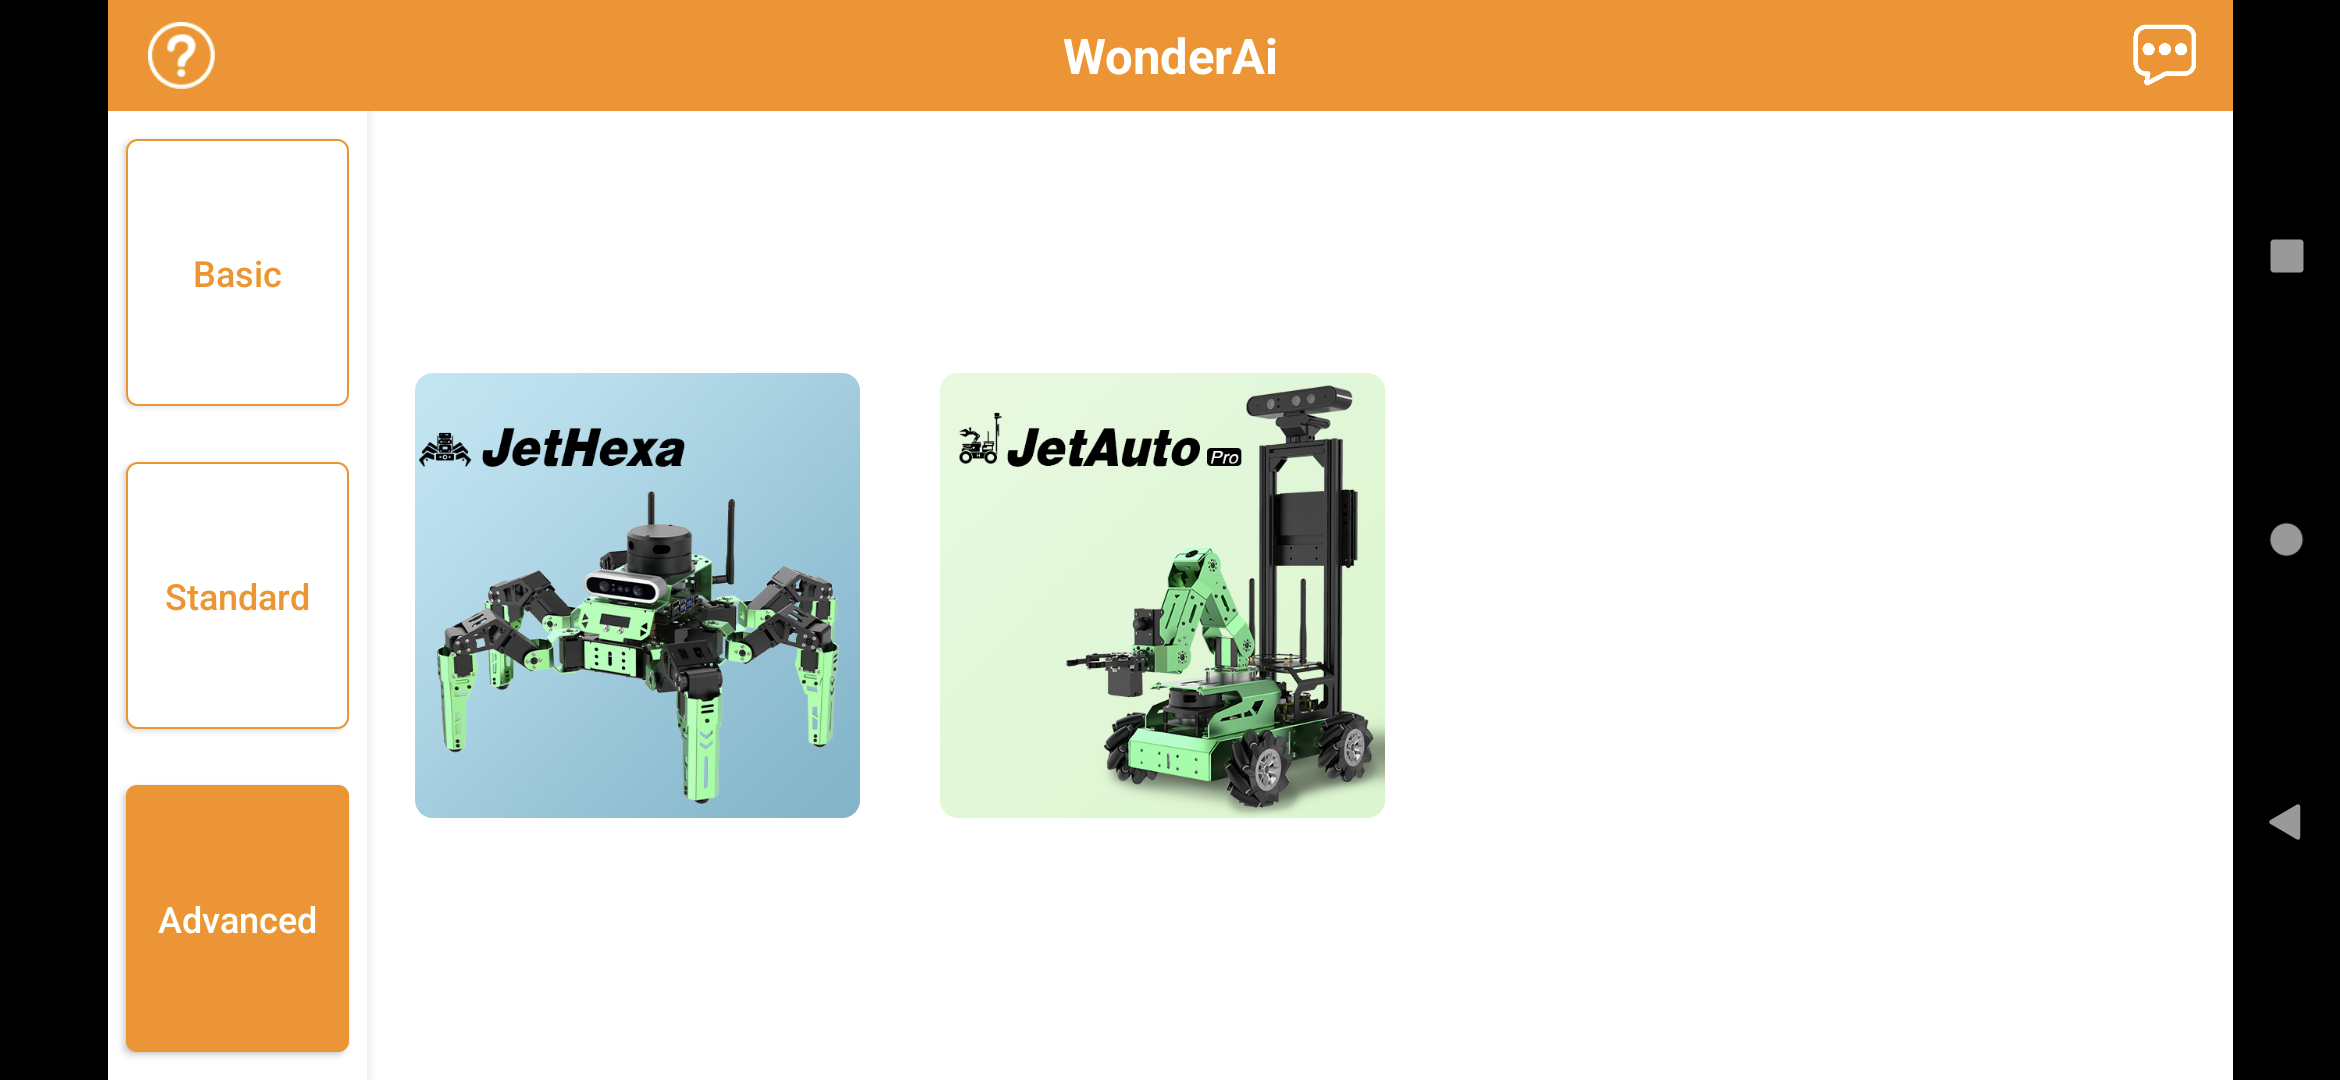 WonderAi
Basic
Standard
Advanced
JetHexa
JetAuto Pro